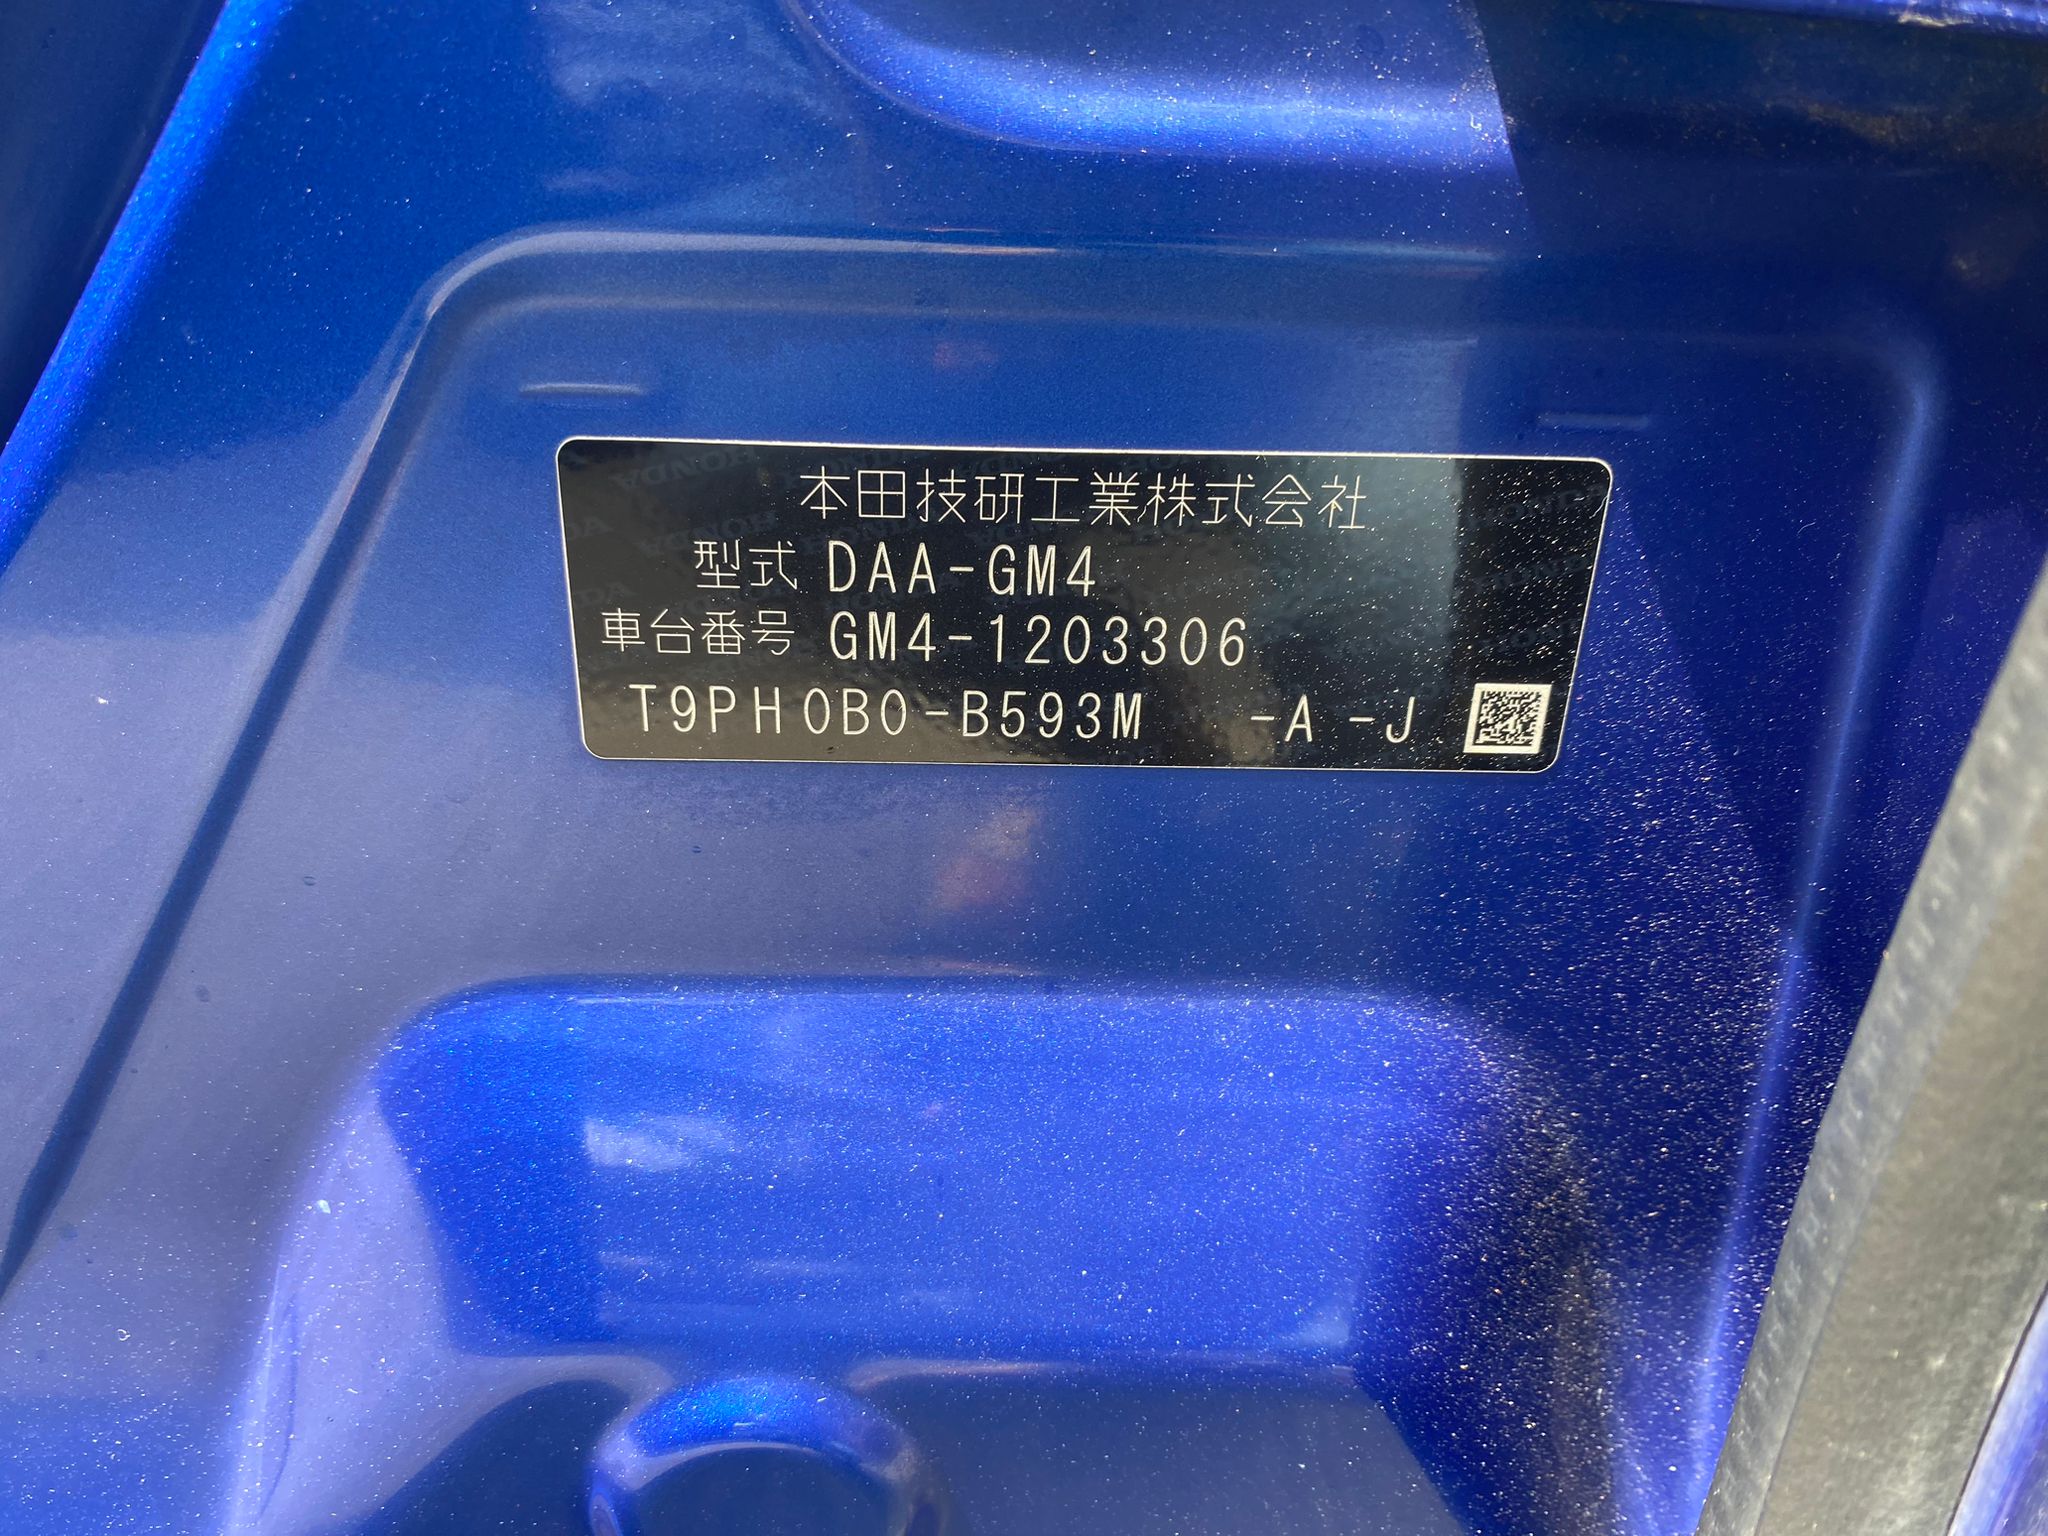 本田技研工業株式会社
型式 DAA-GM4
車台番号 GM4-1203306
T9PH0B0-B593M -A -J